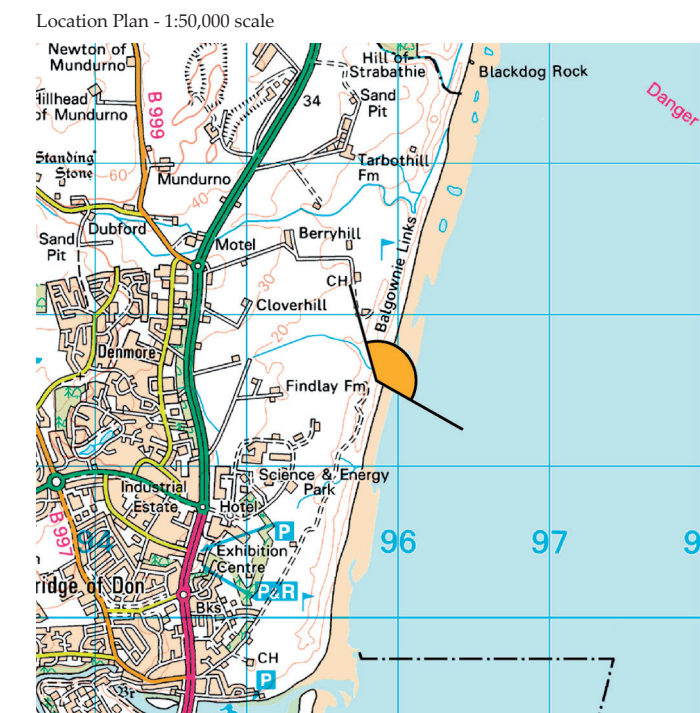 Location Plan - 1:50,000 scale
Newton of
Mundurno
Hill of
Strabathie
Blackdog Rock
Danger
Hillhead
of Mundurno
B 999
34
Sand
Pit
Standing
Stone
60
Mundurno
Tarbothill
Fm
40
Dubford
Sand
Pit
Motel
Berryhill
Balgownie Links
30
CH
Cloverhill
20
Denmore
Findlay Fm
Industrial
Estate
Science & Energy
Park
Hotel
B997
94
P
96
97
9
Exhibition
Centre
ridge of Don
P&R
Bks
CH
P
Br